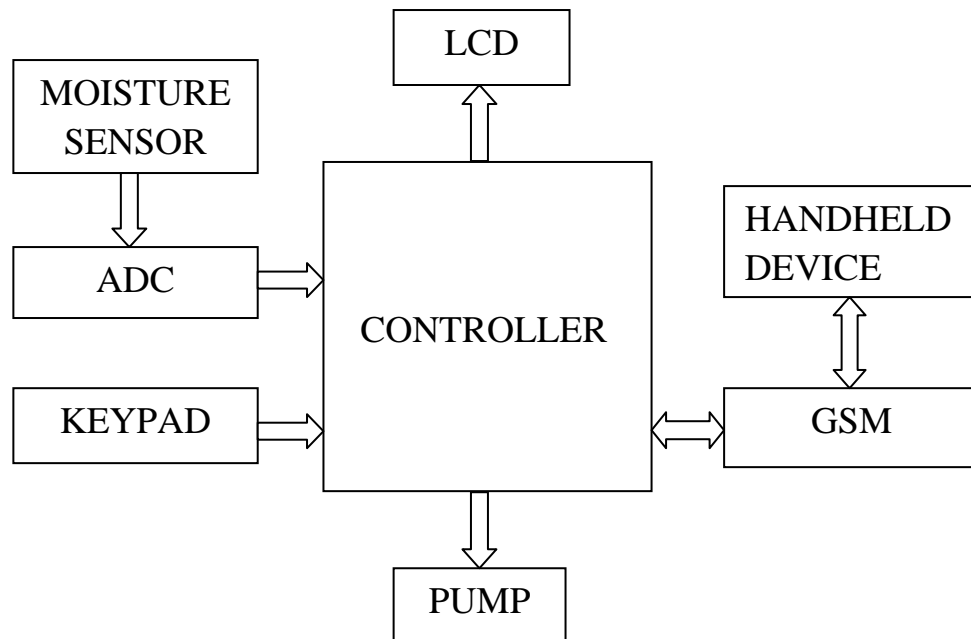 LCD
MOISTURE
SENSOR
ADC
CONTROLLER
HANDHELD
DEVICE
KEYPAD
GSM
PUMP